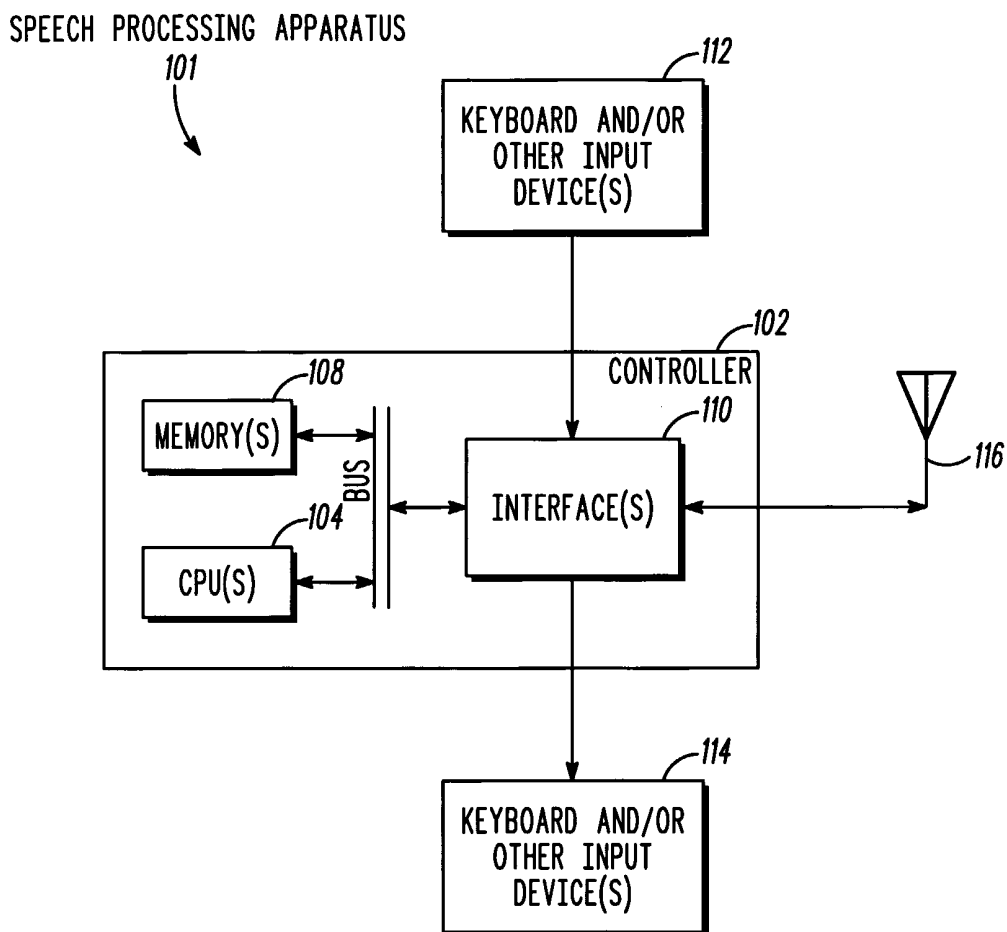 SPEECH PROCESSING APPARATUS
101
112
KEYBOARD AND/OR
OTHER INPUT
DEVICE(S)
102
CONTROLLER
108
MEMORY(S)
BUS
110
INTERFACE(S)
116
104
CPU(S)
114
KEYBOARD AND/OR
OTHER INPUT
DEVICE(S)